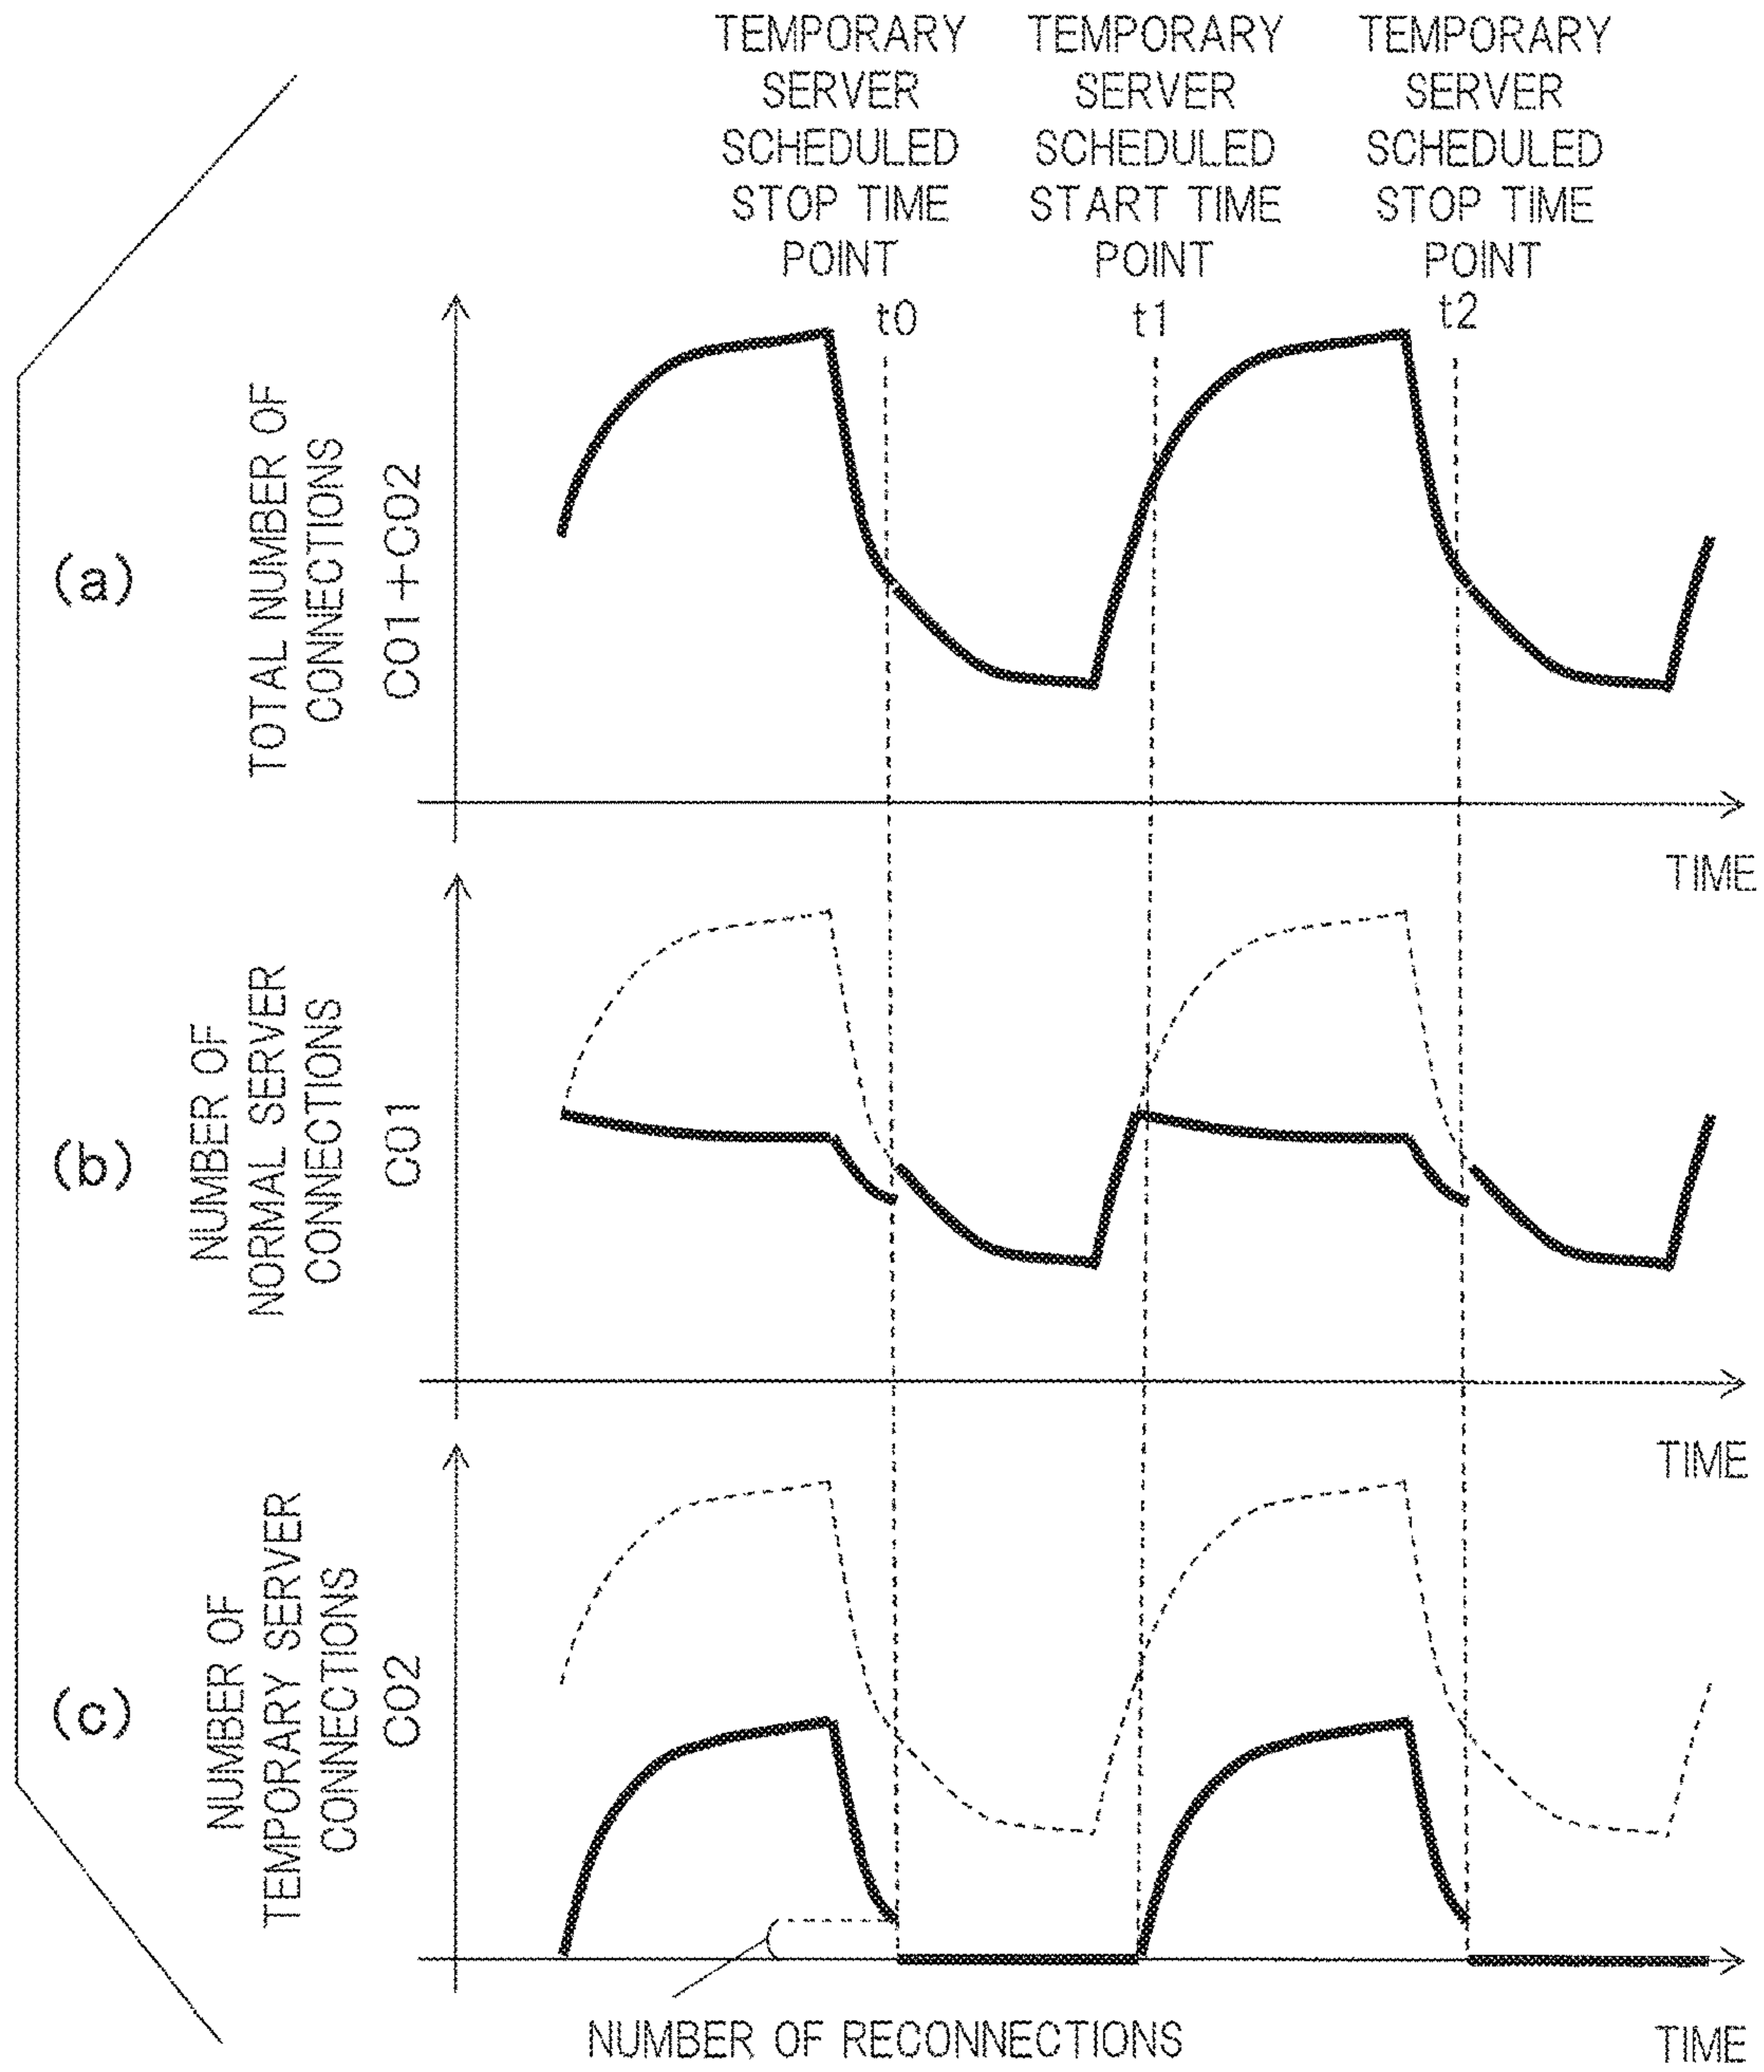 TEMPORARY
SERVER
SCHEDULED
STOP TIME
POINT
t0
TEMPORARY
SERVER
SCHEDULED
START TIME
POINT
t1
TEMPORARY
SERVER
SCHEDULED
STOP TIME
POINT
t2
(a)
TOTAL NUMBER OF
CONNECTIONS
C01+C02
TIME
(b)
NUMBER OF
NORMAL SERVER
CONNECTIONS
C01
TIME
(c)
NUMBER OF
TEMPORARY SERVER
CONNECTIONS
C02
NUMBER OF RECONNECTIONS
TIME